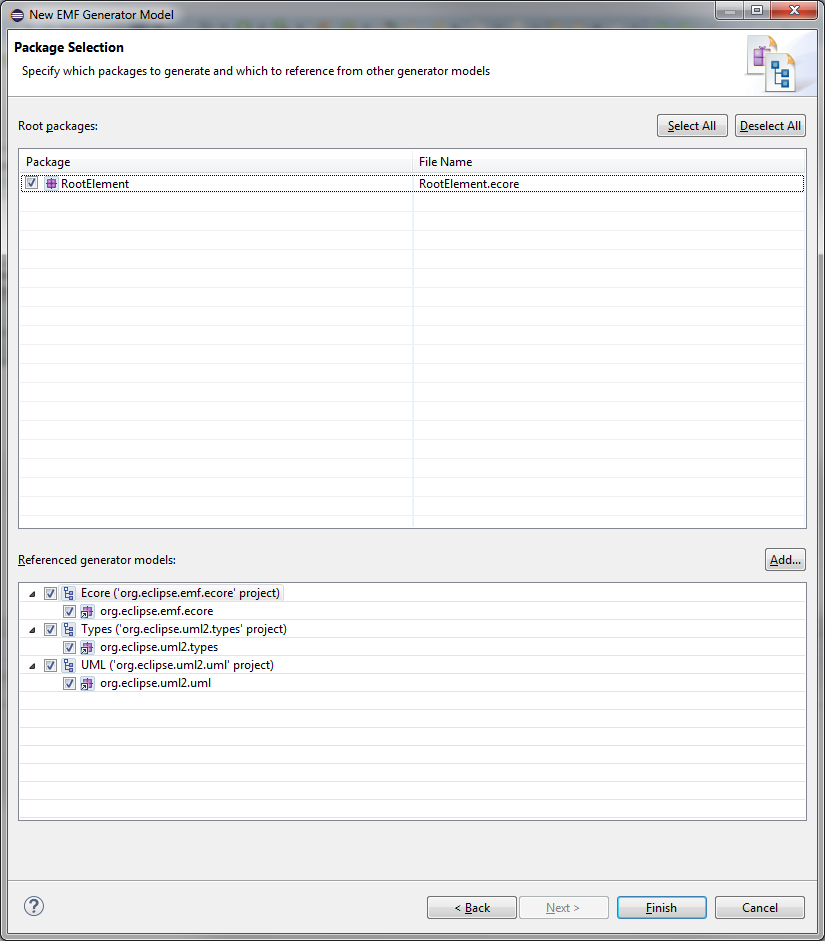 New EMF Generator Model
Package Selection
Specify which packages to generate and which to reference from other generator models
Root packages:
Select All
Deselect All
Package
File Name
RootElement
RootElement.ecore
Referenced generator models:
Add...
Ecore ('org.eclipse.emf.ecore' project)
org.eclipse.emf.ecore
Types ('org.eclipse.uml2.types' project)
org.eclipse.uml2.types
UML ('org.eclipse.uml2.uml' project)
org.eclipse.uml2.uml
?
< Back
Next >
Finish
Cancel